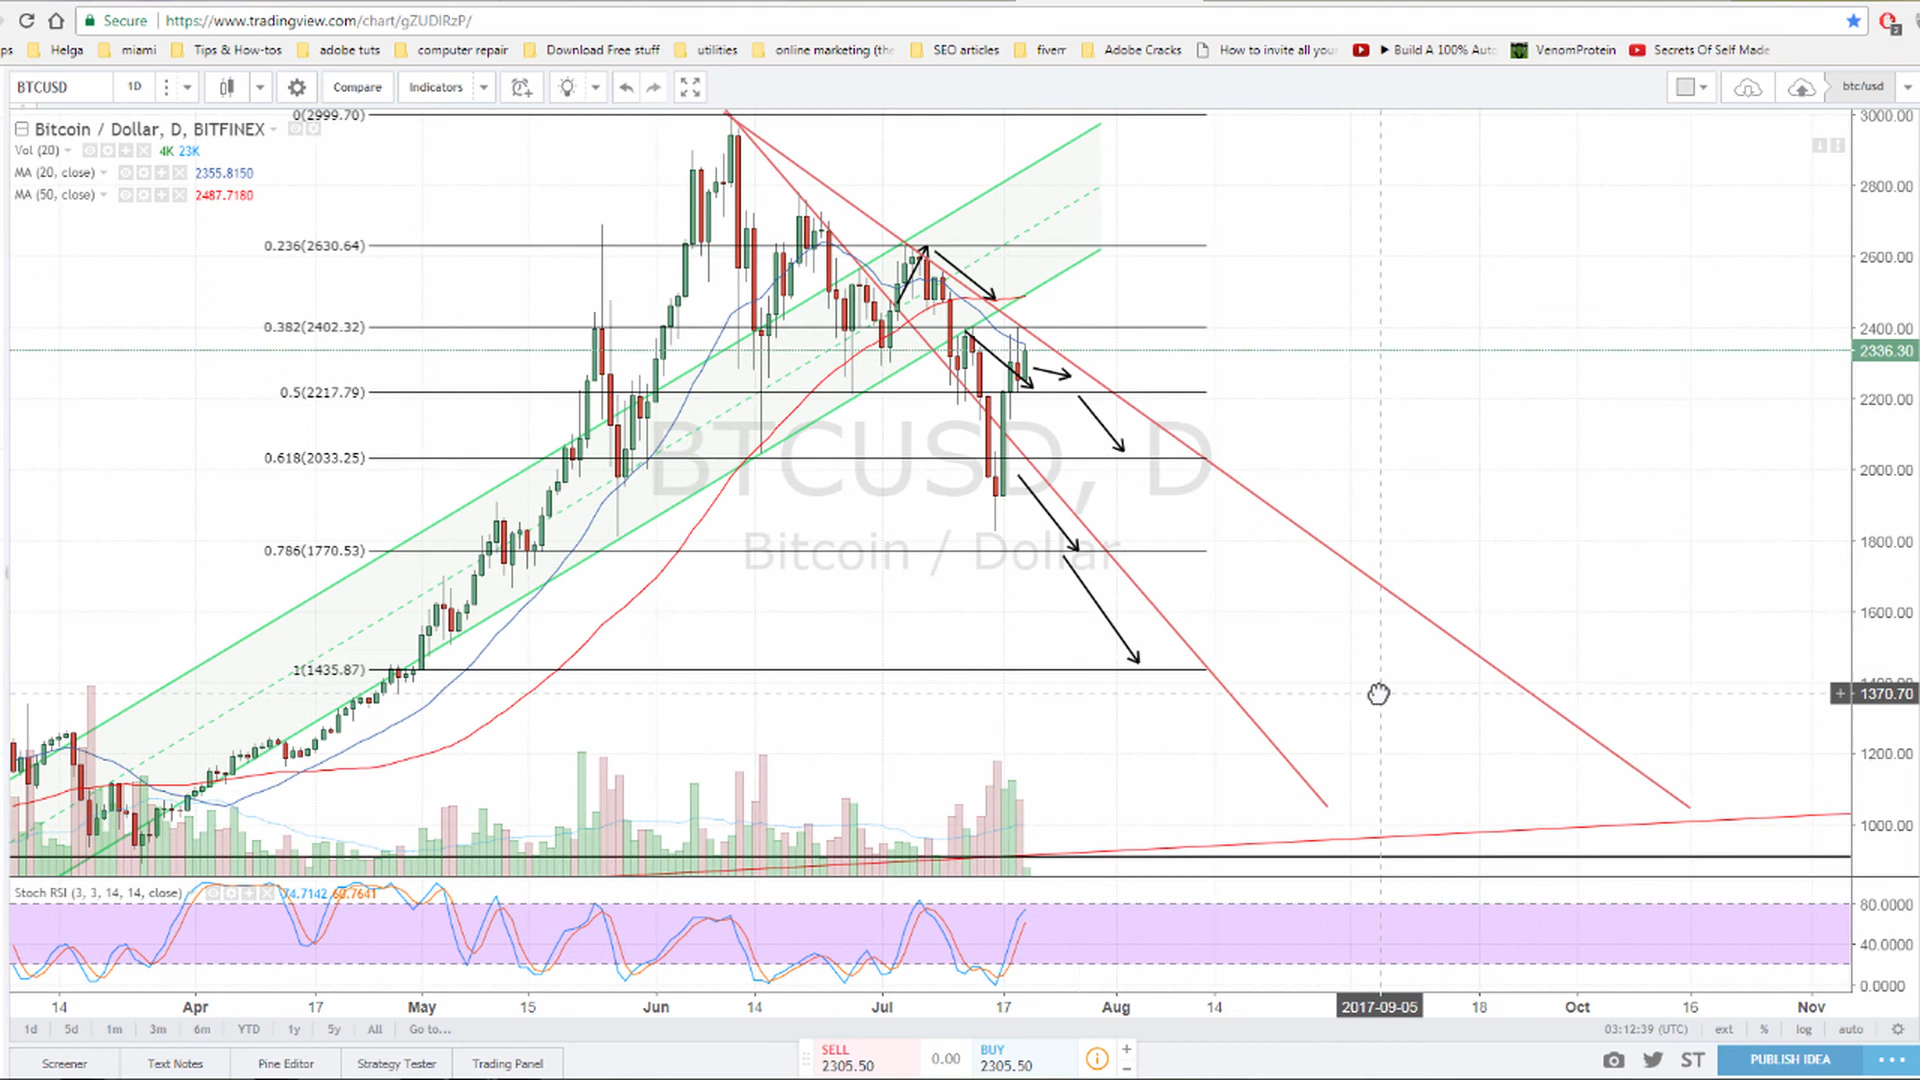 Secure https://www.tradingview.com/chart/gZUDIRzP/
ps Helga miami Tips & How-tos adobe tuts computer repair Download Free stuff utilities online marketing (the SEO articles fiverr Adobe Cracks How to invite all your Build A 100% Auto VenomProtein Secrets Of Self Made
BTCUSD 1D Compare Indicators btc/usd
0(2999.70) 3000.00
Bitcoin / Dollar, D, BITFINEX
Vol (20) 4K 23K
MA (20, close) 2355.8150
2800.00
MA (50, close) 2487.7180
0.236(2630.64)
2600.00
0.382(2402.32) 2400.00
2336.30
0.5(2217.79)
2200.00
BTCUSD, D
0.618(2033.25)
2000.00
Bitcoin / Dollar
0.786(1770.53)
1800.00
1600.00
1(1435.87)
1370.70
1200.00
1000.00
Stoch RSI (3, 3, 14, 14, close)
80.0000
40.0000
0.0000
14 Apr 17 May 15 Jun 14 Jul 17 Aug 14 2017-09-05 18 Oct 16 Nov
1d 5d 1m 3m 6m YTD 1y 5y All Go to... 03:12:39 (UTC) ext % log auto
Screener Text Notes Pine Editor Strategy Tester Trading Panel
SELL 2305.50 0.00 BUY 2305.50
ST PUBLISH IDEA